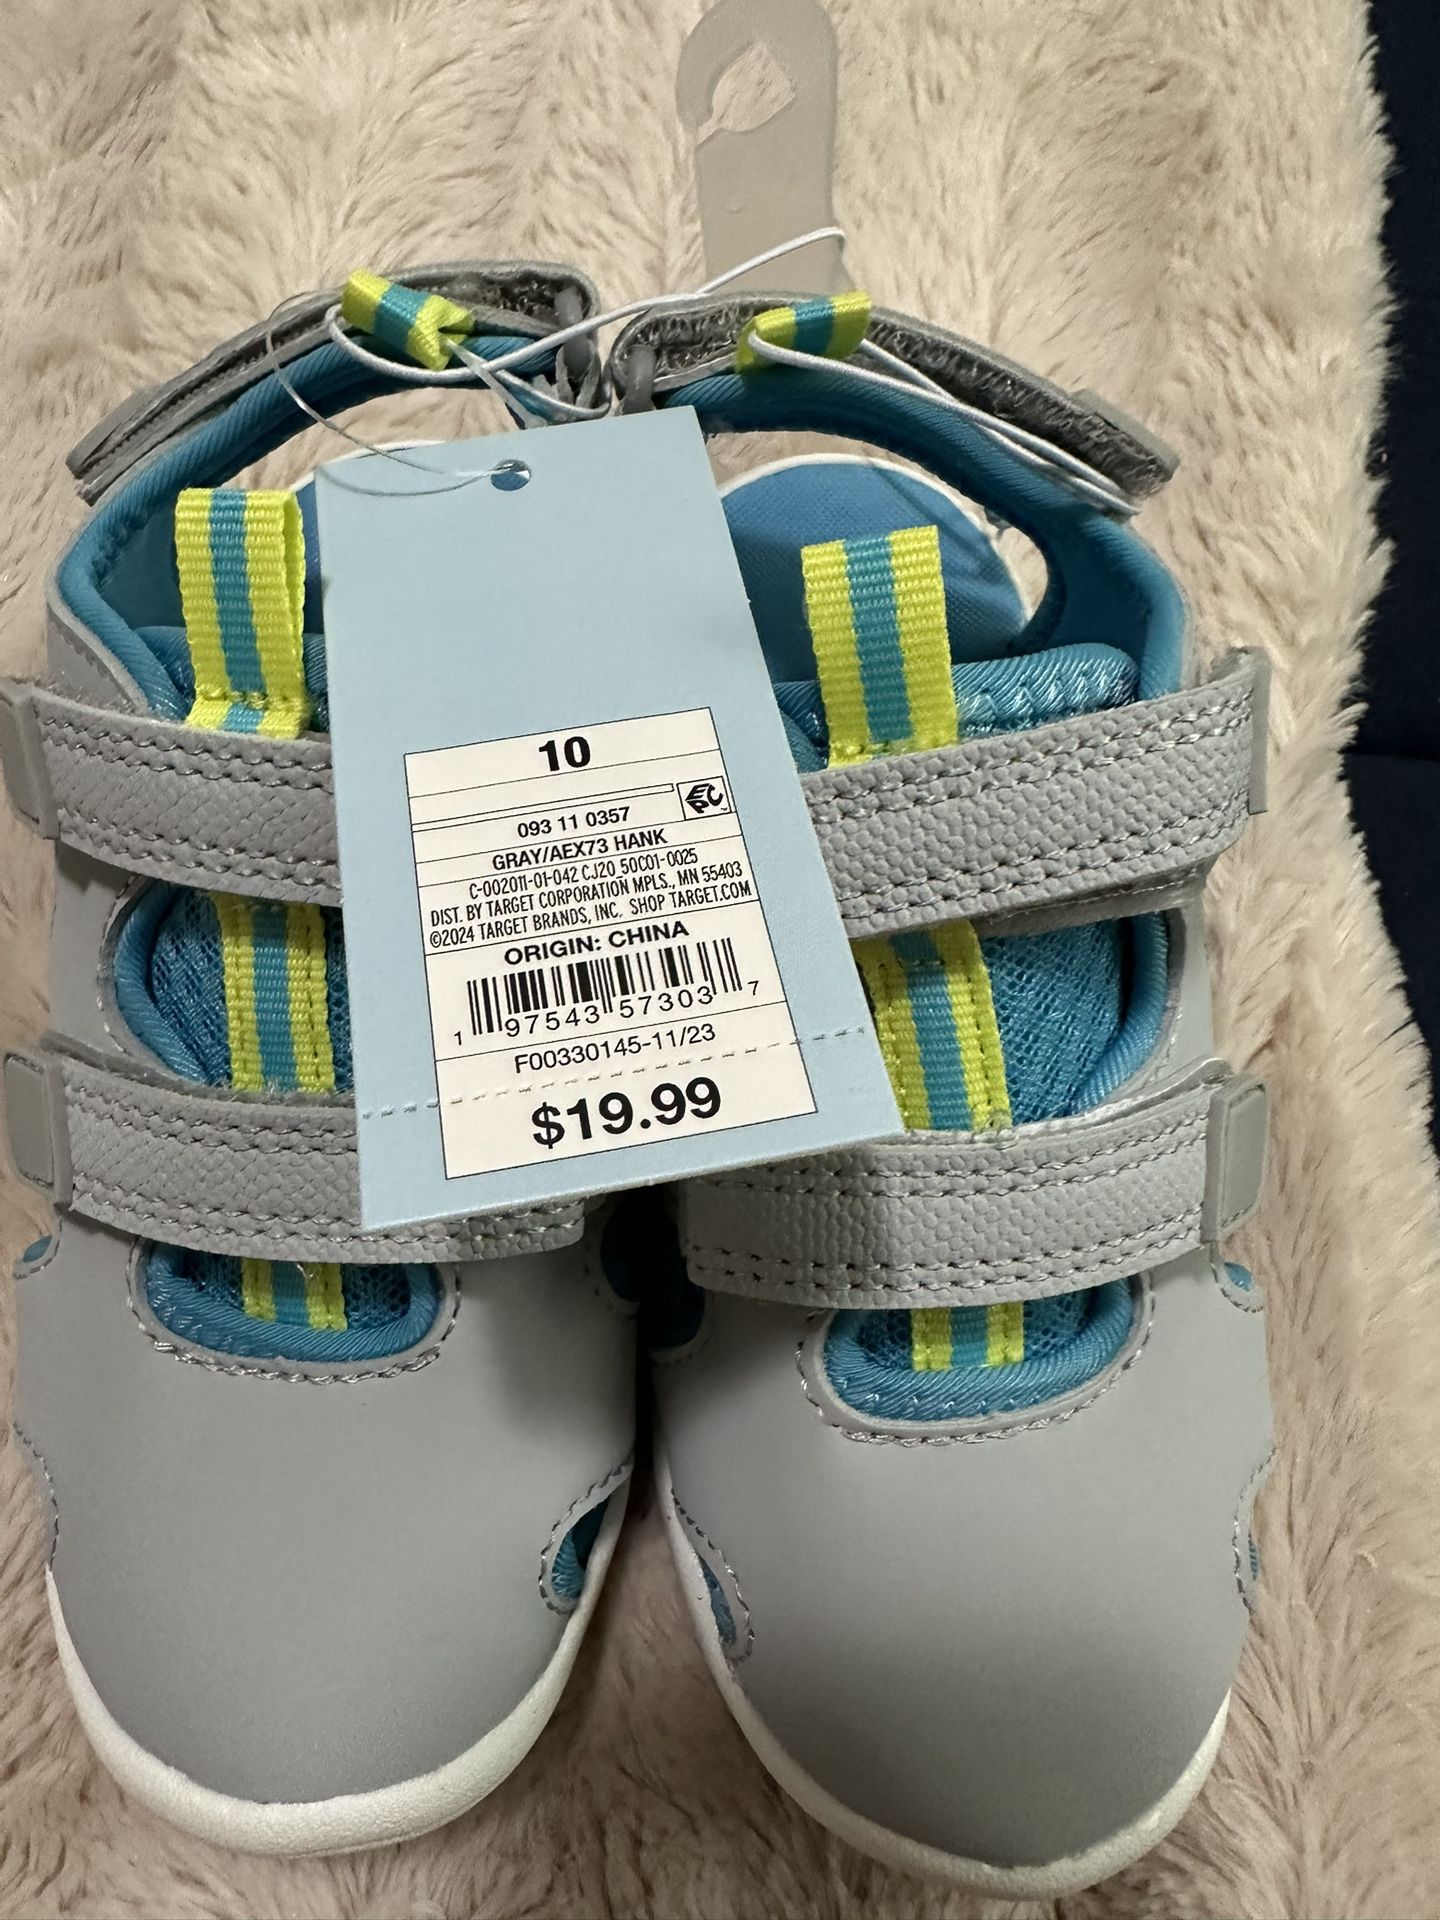 10
EPC
093 11 0357
GRAY/AEX73 HANK
C-002011-01-042 CJ20_50C01-0025
DIST. BY TARGET CORPORATION MPLS., MN 55403
©2024 TARGET BRANDS, INC. SHOP TARGET.COM
ORIGIN: CHINA
1 97543 57303 7
F00330145-11/23
$19.99